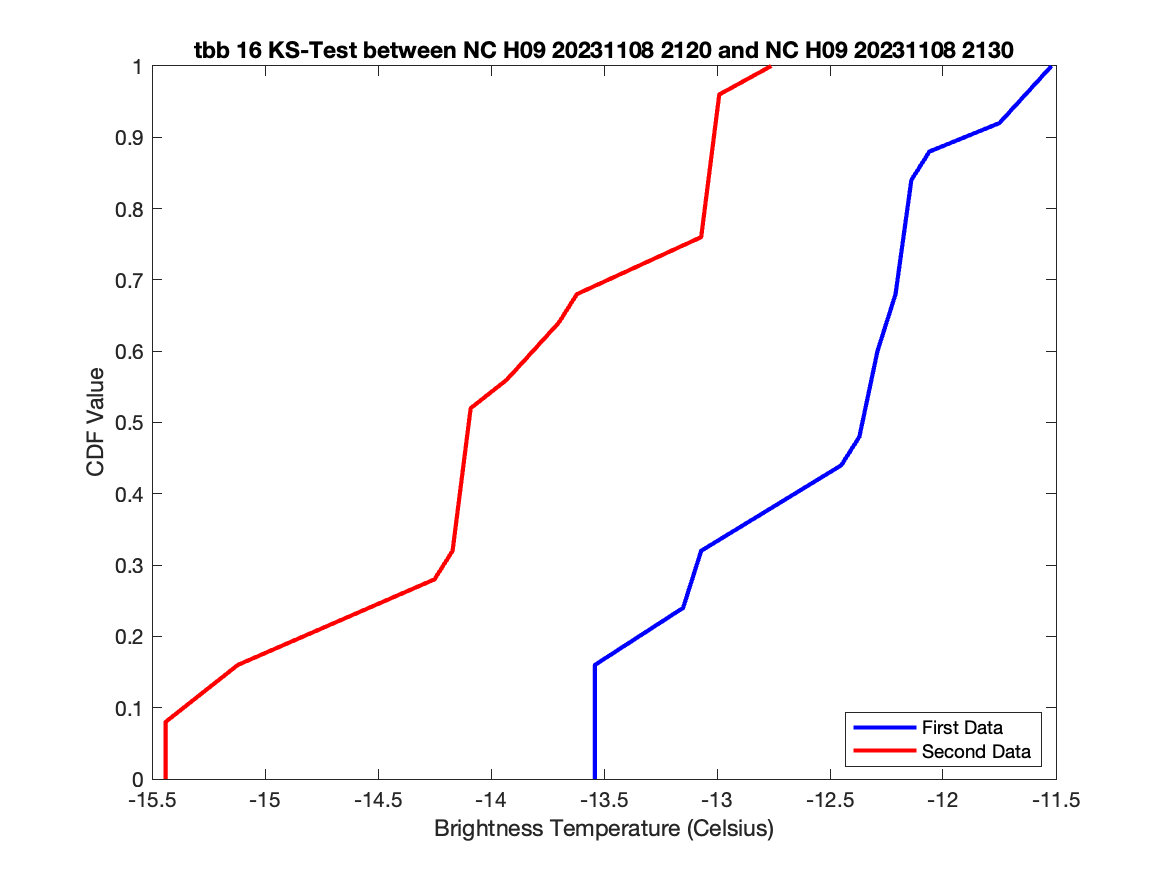 tbb 16 KS-Test between NC H09 20231108 2120 and NC H09 20231108 2130
1
0.9
0.8
0.7
0.6
0.5
0.4
0.3
0.2
0.1
0
CDF Value
-15.5 -15 -14.5 -14 -13.5 -13 -12.5 -12 -11.5
Brightness Temperature (Celsius)
First Data
Second Data